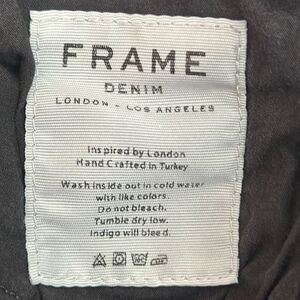 FRAME
DENIM
LONDON - LOS ANGELES
Inspired by London
Hand Crafted in Turkey
Wash inside out in cold water
with like colors.
Do not bleach.
Tumble dry low.
Indigo will bleed.